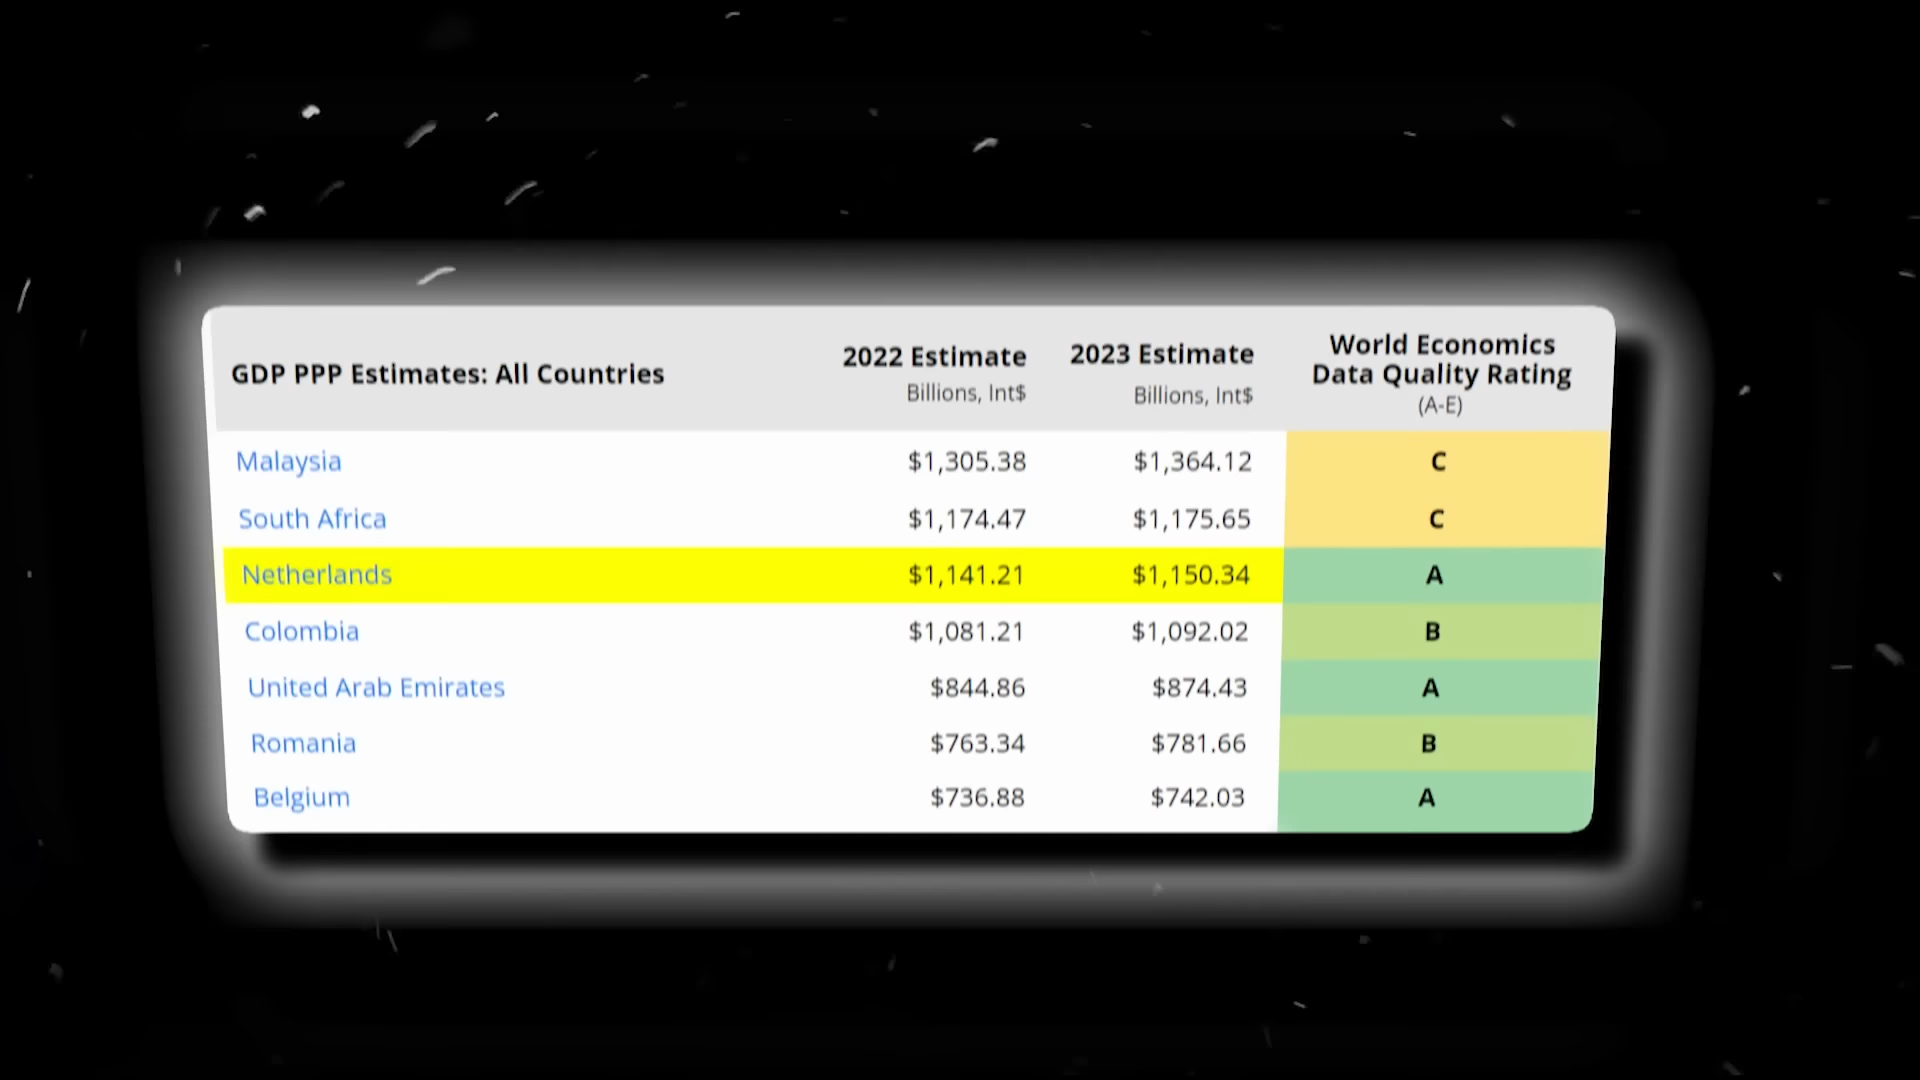 GDP PPP Estimates: All Countries
2022 Estimate
Billions, Int$
2023 Estimate
Billions, Int$
World Economics
Data Quality Rating
(A-E)
Malaysia $1,305.38 $1,364.12 C
South Africa $1,174.47 $1,175.65 C
Netherlands $1,141.21 $1,150.34 A
Colombia $1,081.21 $1,092.02 B
United Arab Emirates $844.86 $874.43 A
Romania $763.34 $781.66 B
Belgium $736.88 $742.03 A